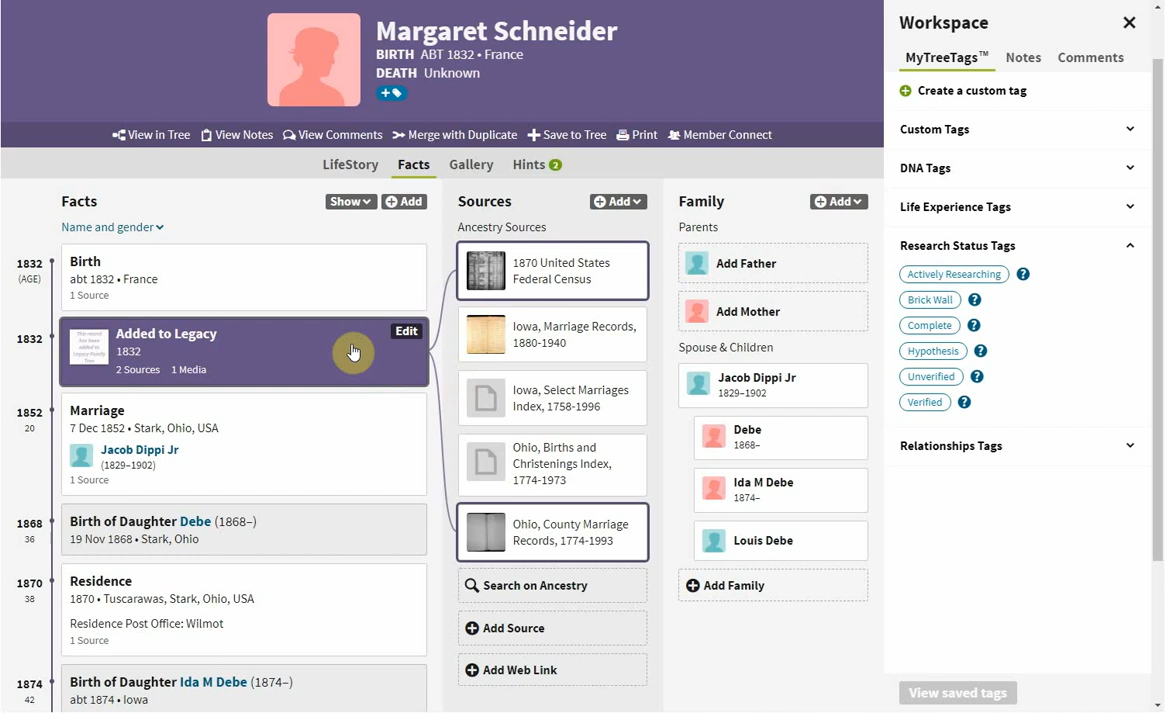 Margaret Schneider
BIRTH ABT 1832 • France
DEATH Unknown
View in Tree View Notes View Comments Merge with Duplicate Save to Tree Print Member Connect
LifeStory Facts Gallery Hints 2
Facts
Show Add
Name and gender
1832
(AGE)
Birth
abt 1832 • France
1 Source
1832
This record has been added to Legacy Family Tree
Added to Legacy
Edit
1832
2 Sources 1 Media
1852
20
Marriage
7 Dec 1852 • Stark, Ohio, USA
Jacob Dippi Jr
(1829–1902)
1 Source
1868
36
Birth of Daughter Debe (1868–)
19 Nov 1868 • Stark, Ohio
1870
38
Residence
1870 • Tuscarawas, Stark, Ohio, USA
Residence Post Office: Wilmot
1 Source
1874
42
Birth of Daughter Ida M Debe (1874–)
abt 1874 • Iowa
Sources
Add
Ancestry Sources
1870 United States
Federal Census
Iowa, Marriage Records,
1880-1940
Iowa, Select Marriages
Index, 1758-1996
Ohio, Births and
Christenings Index,
1774-1973
Ohio, County Marriage
Records, 1774-1993
Search on Ancestry
Add Source
Add Web Link
Family
Add
Parents
Add Father
Add Mother
Spouse & Children
Jacob Dippi Jr
1829–1902
Debe
1868–
Ida M Debe
1874–
Louis Debe
Add Family
Workspace
MyTreeTags™ Notes Comments
Create a custom tag
Custom Tags
DNA Tags
Life Experience Tags
Research Status Tags
Actively Researching ?
Brick Wall ?
Complete ?
Hypothesis ?
Unverified ?
Verified ?
Relationships Tags
View saved tags